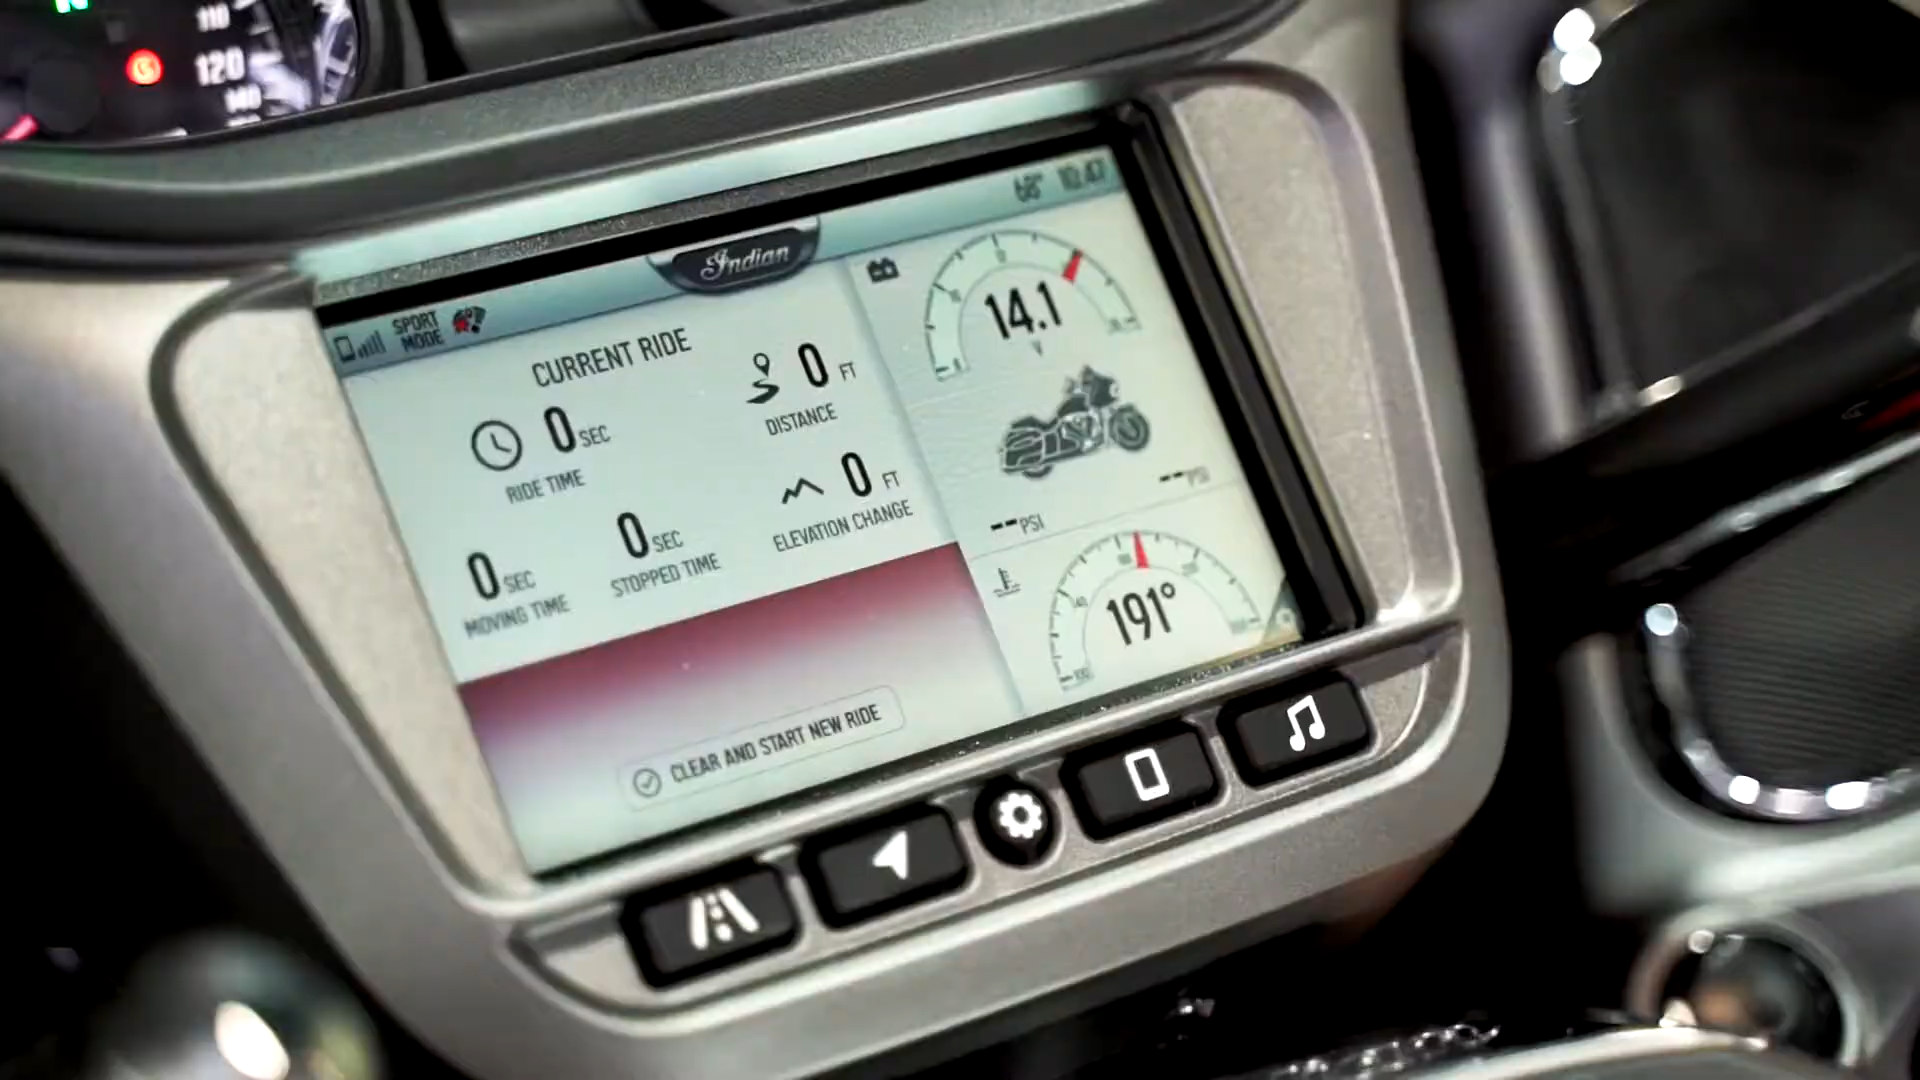 110
120
140
68° 10:47
Indian
SPORT
MODE
CURRENT RIDE
0 SEC
RIDE TIME
0 FT
DISTANCE
0 SEC
MOVING TIME
0 SEC
STOPPED TIME
0 FT
ELEVATION CHANGE
CLEAR AND START NEW RIDE
14.1
V
-- PSI
-- PSI
191°